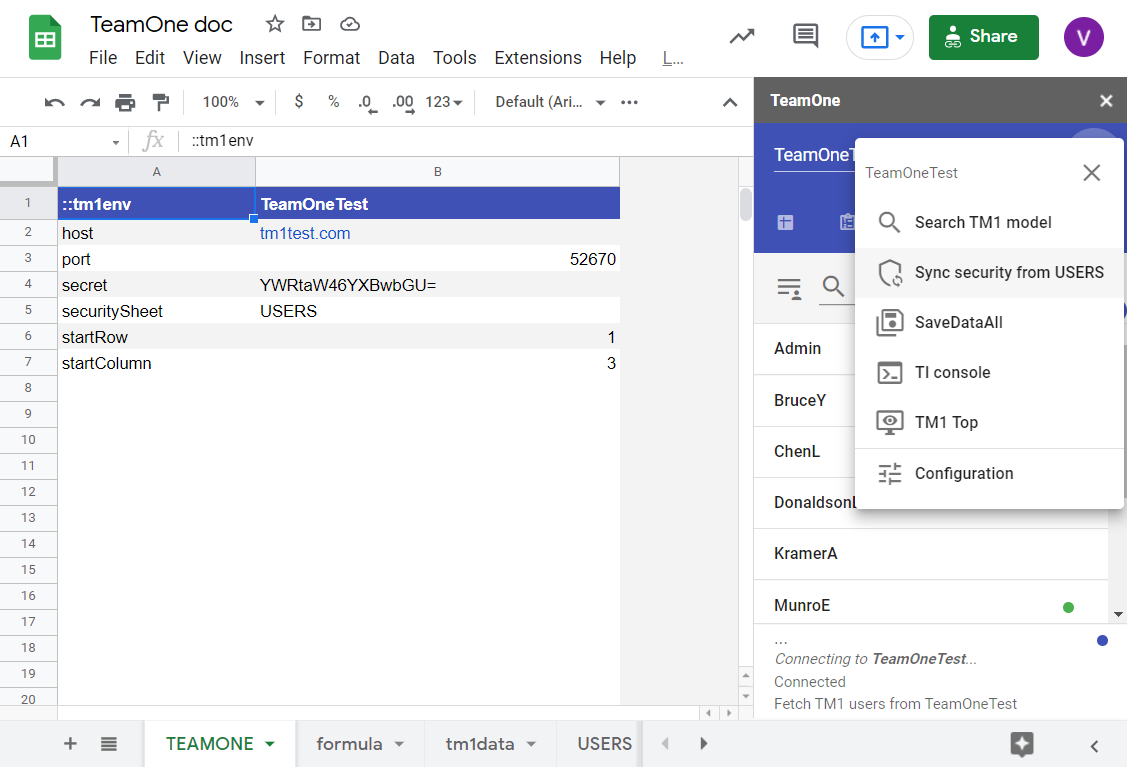 TeamOne doc
File Edit View Insert Format Data Tools Extensions Help L...
Share
V
100% $ % .0 .00 123 Default (Ari...
A1 fx ::tm1env
A B
1 ::tm1env TeamOneTest
2 host tm1test.com
3 port 52670
4 secret YWRtaW46YXBwbGU=
5 securitySheet USERS
6 startRow 1
7 startColumn 3
8
9
10
11
12
13
14
15
16
17
18
19
20
TeamOne
TeamOneT
TeamOneTest
Search TM1 model
Sync security from USERS
SaveDataAll
TI console
TM1 Top
Configuration
Admin
BruceY
ChenL
Donaldson
KramerA
MunroE
...
Connecting to TeamOneTest...
Connected
Fetch TM1 users from TeamOneTest
TEAMONE formula tm1data USERS